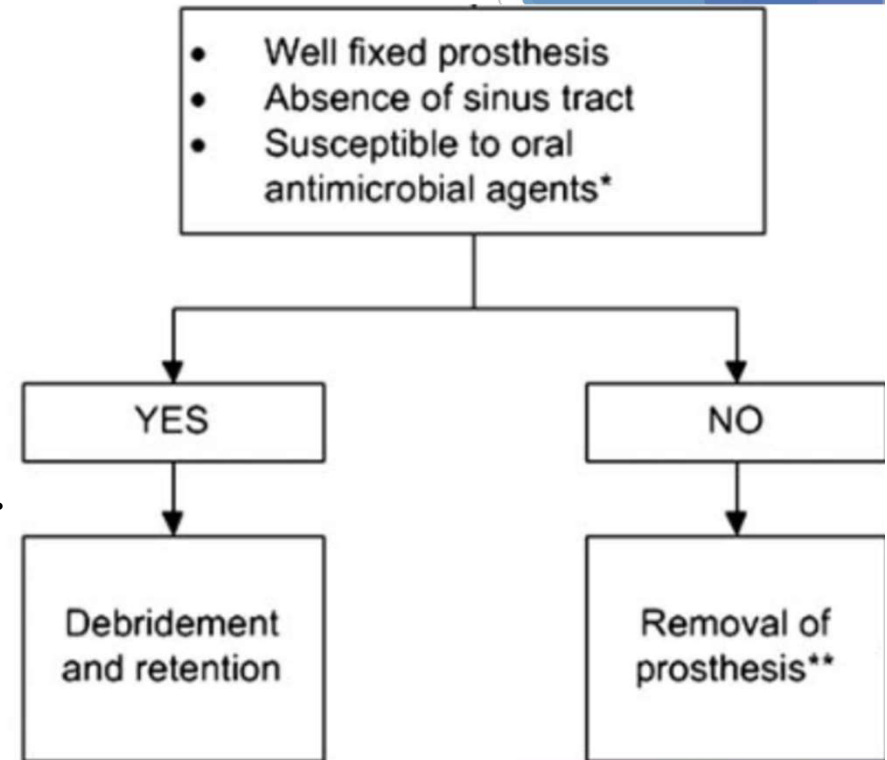 • Well fixed prosthesis
• Absence of sinus tract
• Susceptible to oral
antimicrobial agents*
YES
NO
Debridement
and retention
Removal of
prosthesis**